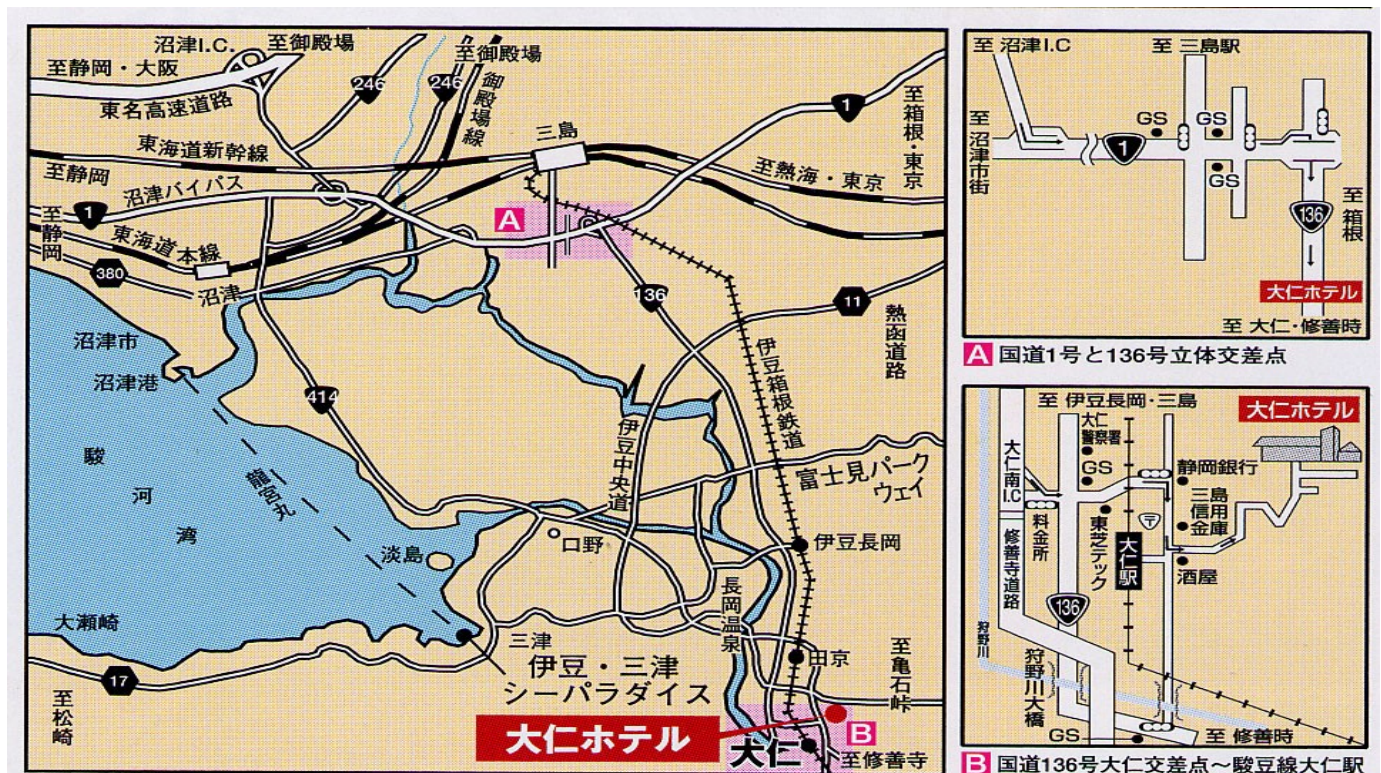 沼津I.C.
至御殿場
至静岡・大阪
東名高速道路
246
246
至御殿場
御殿場線
1
至箱根・東京
三島
東海道新幹線
至静岡
沼津バイパス
至熱海・東京
1
至静岡
東海道本線
380
沼津
A
136
11
熱函道路
沼津市
沼津港
414
伊豆箱根鉄道
伊豆中央道
富士見パーク
ウェイ
駿河湾
龍宮丸
淡島
口野
伊豆長岡
長岡温泉
大瀬崎
三津
伊豆・三津
シーパラダイス
田京
至亀石峠
17
至松崎
大仁ホテル
大仁
B
至修善寺
至 沼津I.C
至 三島駅
至 沼津市街
GS
GS
1
GS
136
至 箱根
大仁ホテル
至 大仁・修善時
A 国道1号と136号立体交差点
至 伊豆長岡・三島
大仁ホテル
大仁
警察署
GS
大仁南I.C
静岡銀行
三島
信用
金庫
料金所
東芝テック
〒
大仁駅
酒屋
修善寺道路
136
狩野川
狩野川大橋
GS
至 修善時
B 国道136号大仁交差点〜駿豆線大仁駅